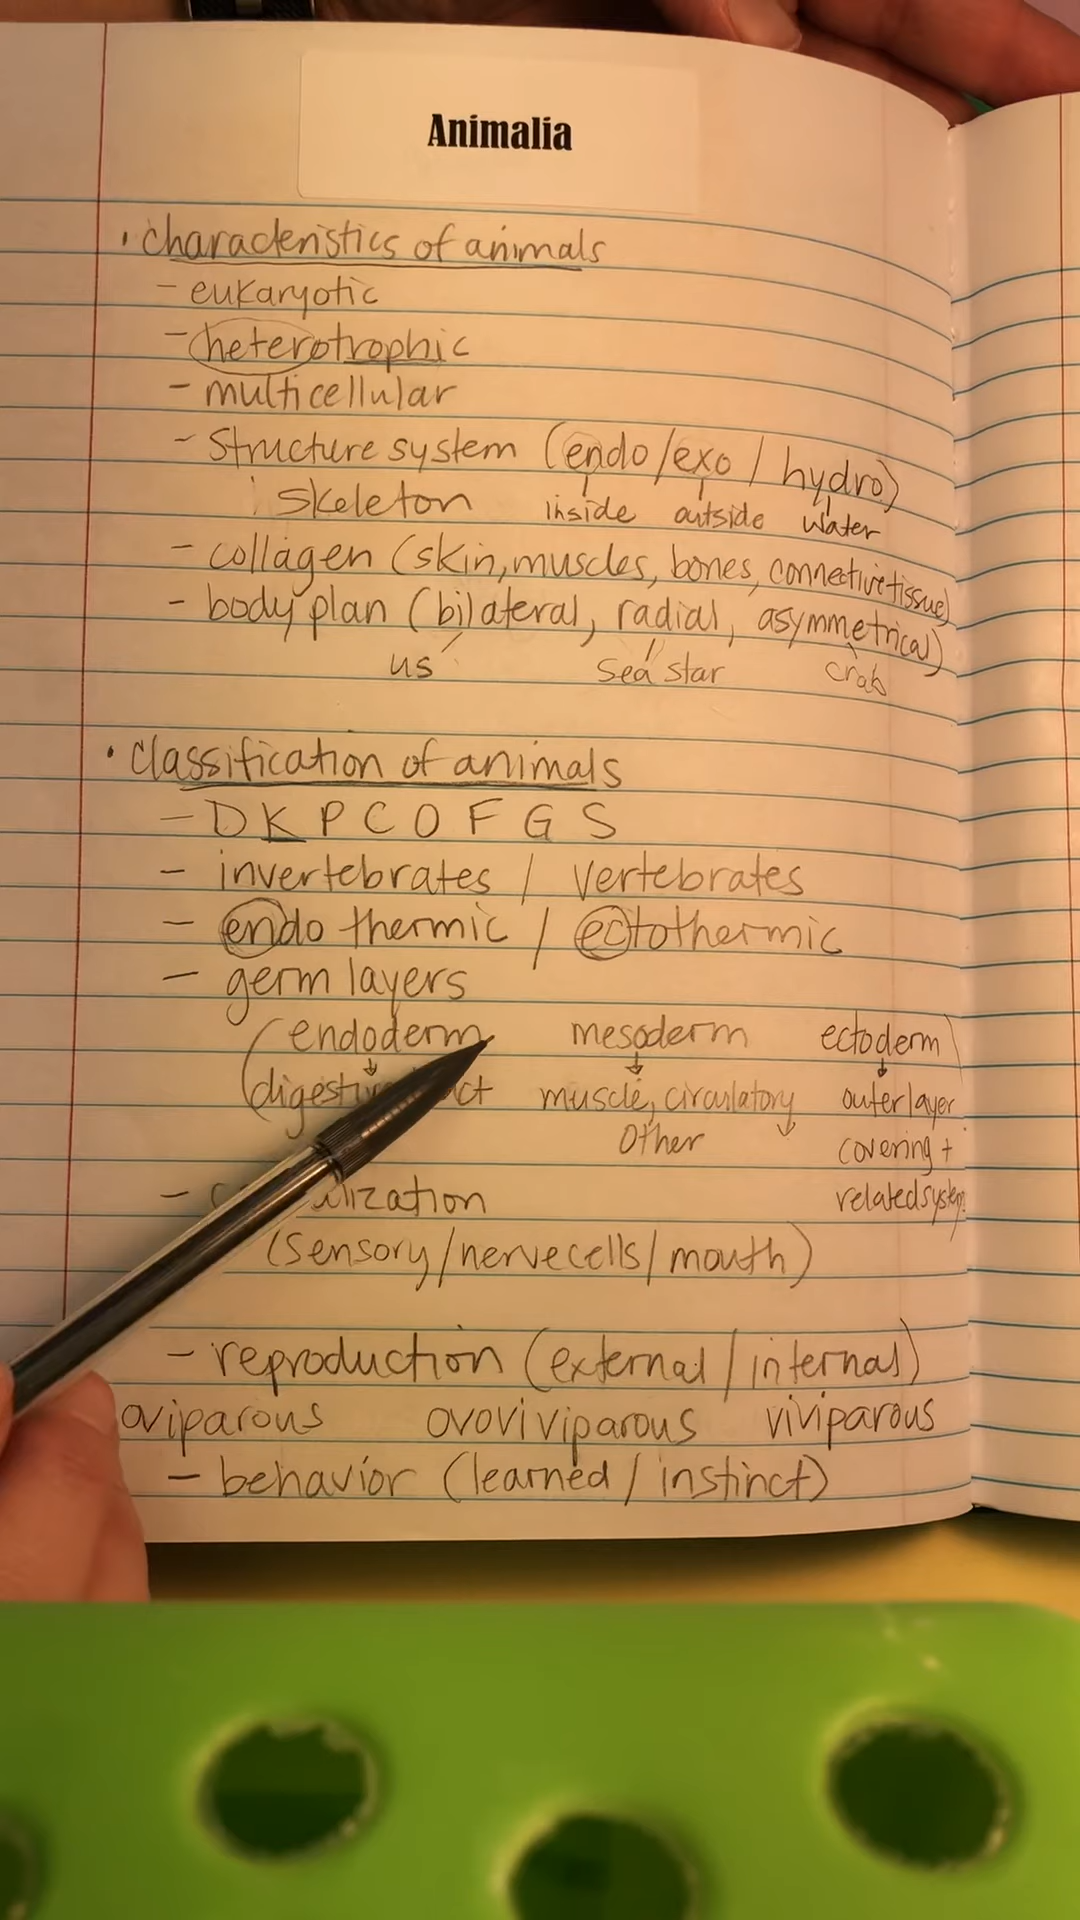 Animalia
• characteristics of animals
- eukaryotic
- heterotrophic
- multicellular
- Structure system (endo/exo / hydro)
skeleton inside outside water
- collagen (skin, muscles, bones, connective tissue)
- body plan (bilateral, radial, asymmetrical)
us sea star crab
• classification of animals
- D K P C O F G S
- invertebrates / vertebrates
- endothermic / ectothermic
- germ layers
(endoderm mesoderm ectoderm)
(digestive muscle, circulatory outer layer
Other covering +
related system
(sensory/nerve cells/mouth)
- reproduction (external / internal)
oviparous ovoviviparous viviparous
- behavior (learned / instinct)